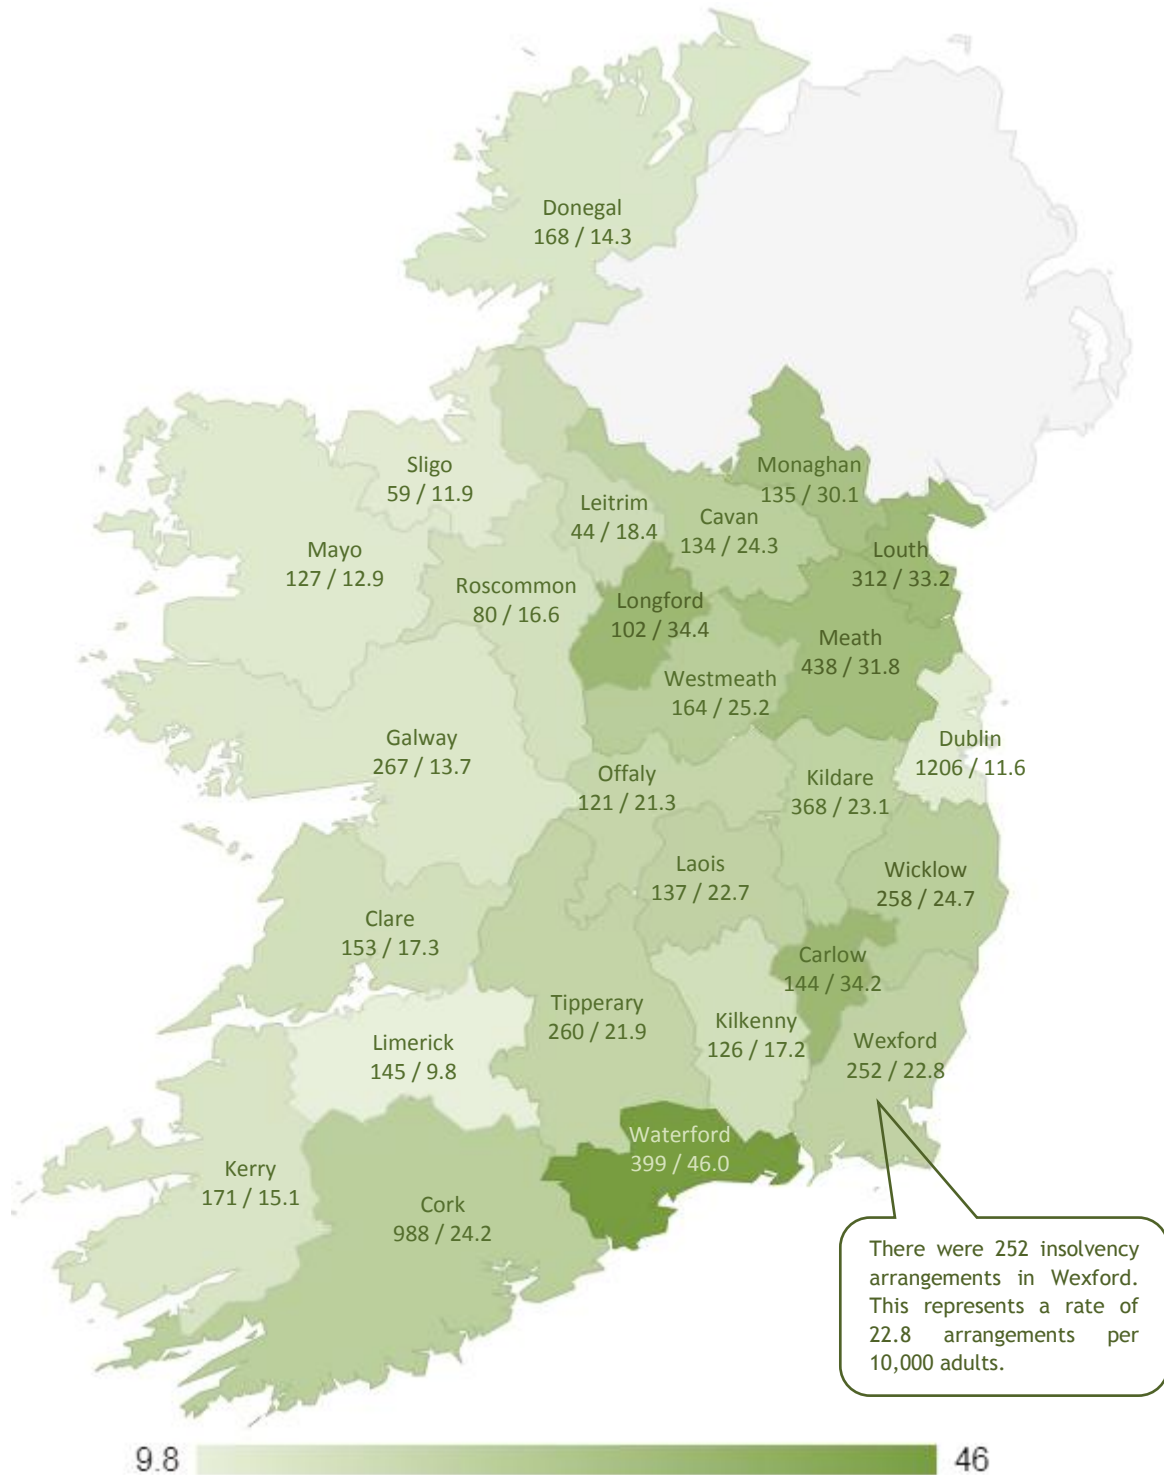 Donegal
168 / 14.3
Sligo
59 / 11.9
Monaghan
135 / 30.1
Leitrim
44 / 18.4
Cavan
134 / 24.3
Mayo
127 / 12.9
Louth
312 / 33.2
Roscommon
80 / 16.6
Longford
102 / 34.4
Meath
438 / 31.8
Westmeath
164 / 25.2
Galway
267 / 13.7
Dublin
1206 / 11.6
Offaly
121 / 21.3
Kildare
368 / 23.1
Laois
137 / 22.7
Wicklow
258 / 24.7
Clare
153 / 17.3
Carlow
144 / 34.2
Tipperary
260 / 21.9
Kilkenny
126 / 17.2
Limerick
145 / 9.8
Wexford
252 / 22.8
Waterford
399 / 46.0
Kerry
171 / 15.1
Cork
988 / 24.2
There were 252 insolvency
arrangements in Wexford.
This represents a rate of
22.8 arrangements per
10,000 adults.
9.8
46